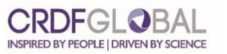 CRDFGLOBAL
INSPIRED BY PEOPLE | DRIVEN BY SCIENCE